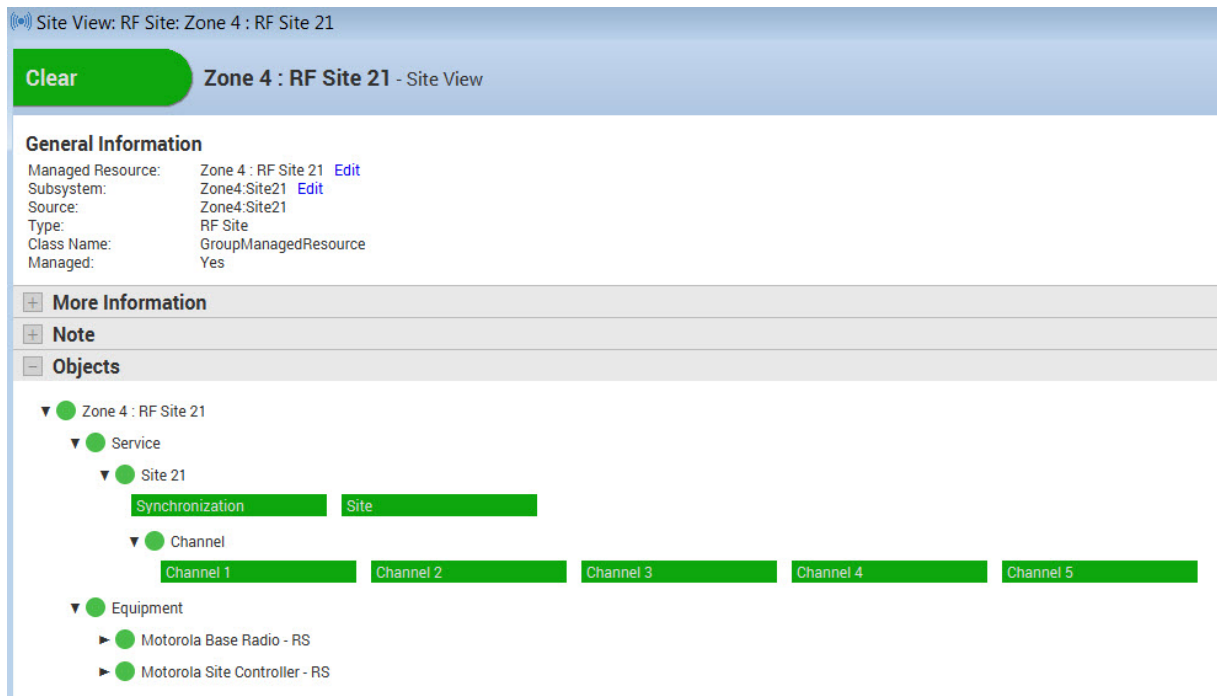 Site View: RF Site: Zone 4 : RF Site 21
Clear
Zone 4 : RF Site 21 - Site View
General Information
Managed Resource: Zone 4 : RF Site 21 Edit
Subsystem: Zone4:Site21 Edit
Source: Zone4:Site21
Type: RF Site
Class Name: GroupManagedResource
Managed: Yes
More Information
Note
Objects
Zone 4 : RF Site 21
Service
Site 21
Synchronization Site
Channel
Channel 1 Channel 2 Channel 3 Channel 4 Channel 5
Equipment
Motorola Base Radio - RS
Motorola Site Controller - RS